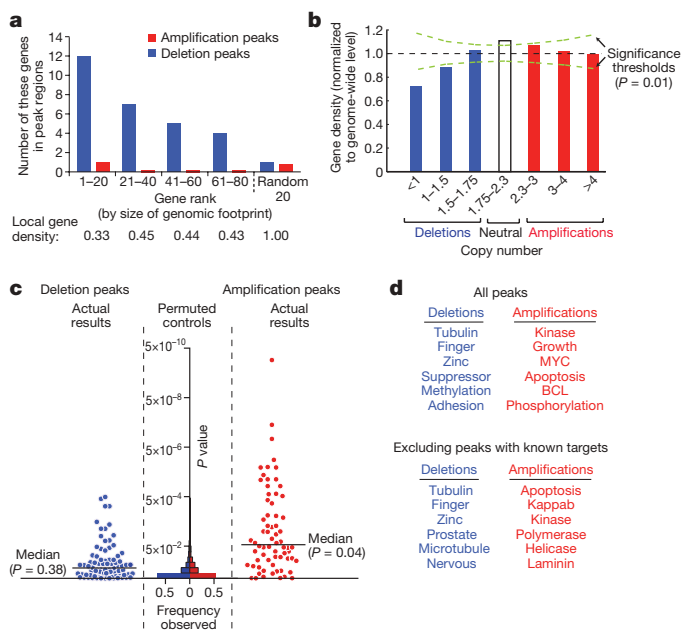 a
Amplification peaks
Deletion peaks
Number of these genes
in peak regions
14
12
10
8
6
4
2
0
1–20
21–40
41–60
61–80
Random
20
Gene rank
(by size of genomic footprint)
Local gene
density:
0.33
0.45
0.44
0.43
1.00
b
Gene density (normalized
to genome-wide level)
1.2
1.0
0.8
0.6
0.4
0.2
0
Significance
thresholds
(P = 0.01)
<1
1–1.5
1.5–1.75
1.75–2.3
2.3–3
3–4
>4
Deletions
Neutral
Amplifications
Copy number
c
Deletion peaks
Amplification peaks
Actual
results
Permuted
controls
Actual
results
5×10–10
5×10–8
5×10–6
5×10–4
5×10–2
P value
Median
(P = 0.38)
Median
(P = 0.04)
0.5
0
0.5
Frequency
observed
d
All peaks
Deletions
Amplifications
Tubulin
Kinase
Finger
Growth
Zinc
MYC
Suppressor
Apoptosis
Methylation
BCL
Adhesion
Phosphorylation
Excluding peaks with known targets
Deletions
Amplifications
Tubulin
Apoptosis
Finger
Kappab
Zinc
Kinase
Prostate
Polymerase
Microtubule
Helicase
Nervous
Laminin